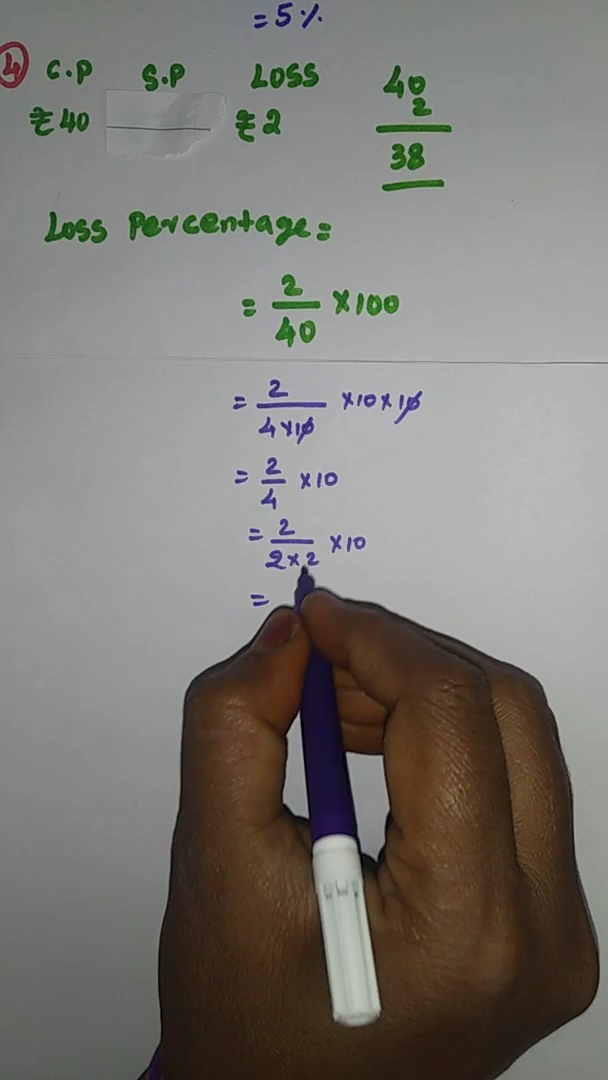 = 5 %
4 C.P S.P LOSS
₹ 40 ₹ 2
40
2
38
Loss Percentage =
= 2/40 × 100
= 2/4 × 10 × 10 × 10
= 2/4 × 10
= 2/2 × 2 × 10
=